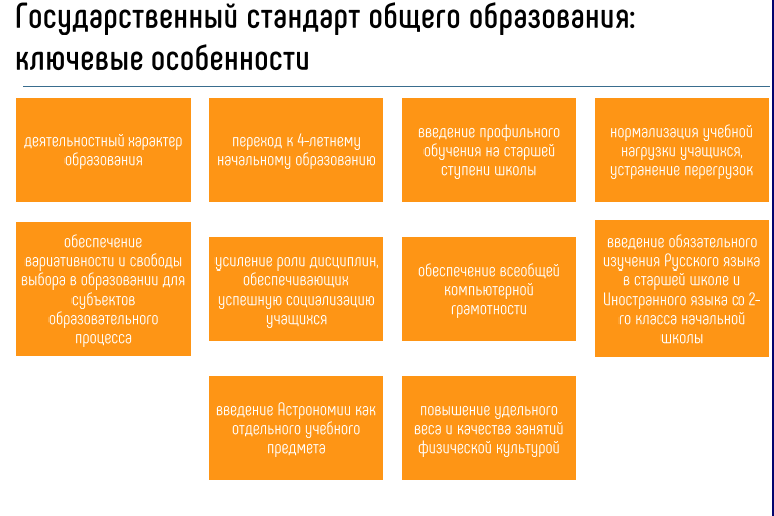 Государственный стандарт общего образования:
ключевые особенности
деятельностный характер
образования
переход к 4-летнему
начальному образованию
введение профильного
обучения на старшей
ступени школы
нормализация учебной
нагрузки учащихся,
устранение перегрузок
обеспечение
вариативности и свободы
выбора в образовании для
субъектов
образовательного
процесса
усиление роли дисциплин,
обеспечивающих
успешную социализацию
учащихся
обеспечение всеобщей
компьютерной
грамотности
введение обязательного
изучения Русского языка
в старшей школе и
Иностранного языка со 2-
го класса начальной
школы
введение Астрономии как
отдельного учебного
предмета
повышение удельного
веса и качества занятий
физической культурой